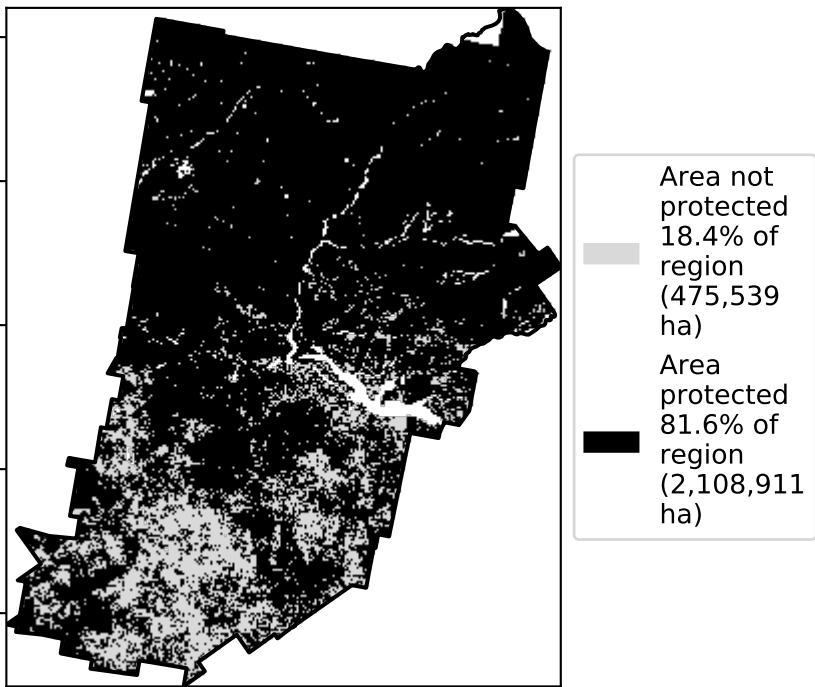 Area not
protected
18.4% of
region
(475,539
ha)
Area
protected
81.6% of
region
(2,108,911
ha)